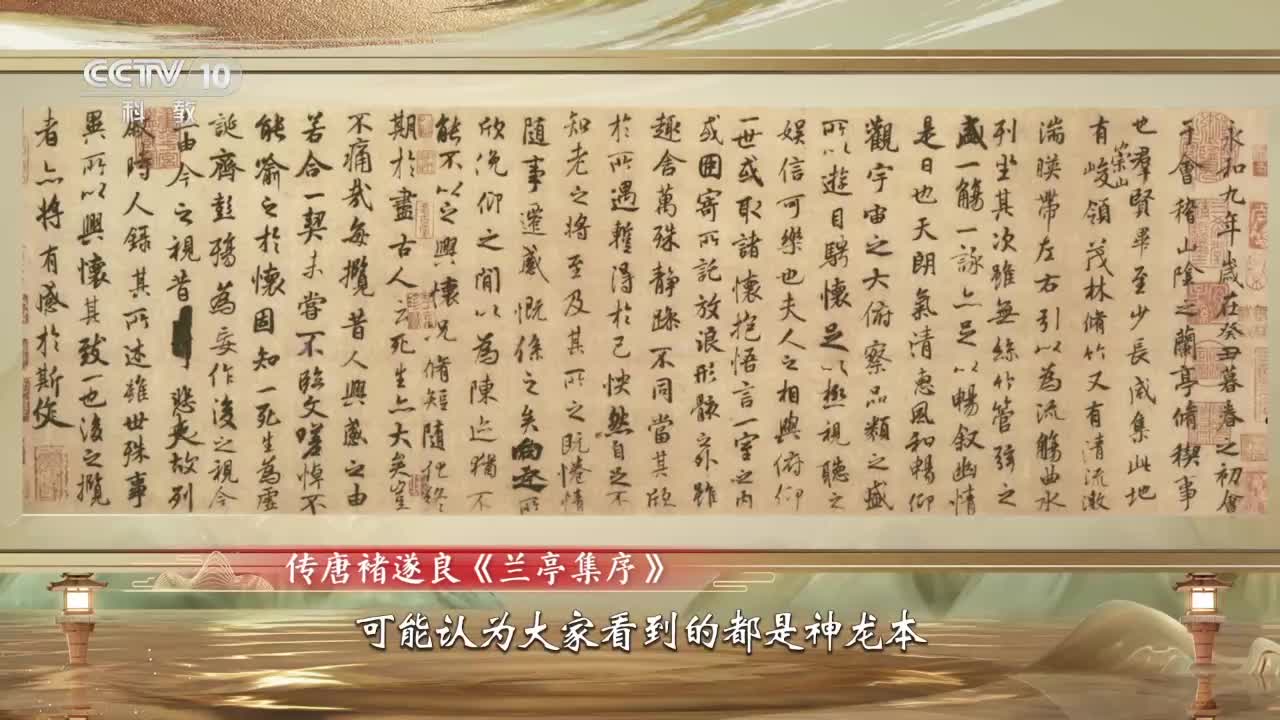 CCTV 10
科教
永和九年歲在癸丑暮春之初會
于會稽山陰之蘭亭脩稧事
也羣賢畢至少長咸集此地
有崇山峻領茂林脩竹又有清流激
湍暎帶左右引以為流觴曲水
列坐其次雖無絲竹管弦之
盛一觴一詠亦足以暢叙幽情
是日也天朗氣清惠風和暢仰
觀宇宙之大俯察品類之盛
所以遊目騁懷足以極視聽之
娱信可樂也夫人之相與俯仰
一世或取諸懷抱悟言一室之內
或因寄所託放浪形骸之外雖
趣舍萬殊静躁不同當其欣
於所遇暫得於己怏然自足不
知老之將至及其所之既惓情
隨事遷感慨係之矣向之所
欣俛仰之間以為陳迹猶不
能不以之興懷況脩短隨化終
期於盡古人云死生亦大矣豈
不痛哉每攬昔人興感之由
若合一契未嘗不臨文嗟悼不
能喻之於懷固知一死生為虛
誕齊彭殤為妄作後之視今
亦由今之視昔悲夫故列
敘時人録其所述雖世殊事
異所以興懷其致一也後之攬
者亦將有感於斯文
传唐褚遂良《兰亭集序》
可能认为大家看到的都是神龙本